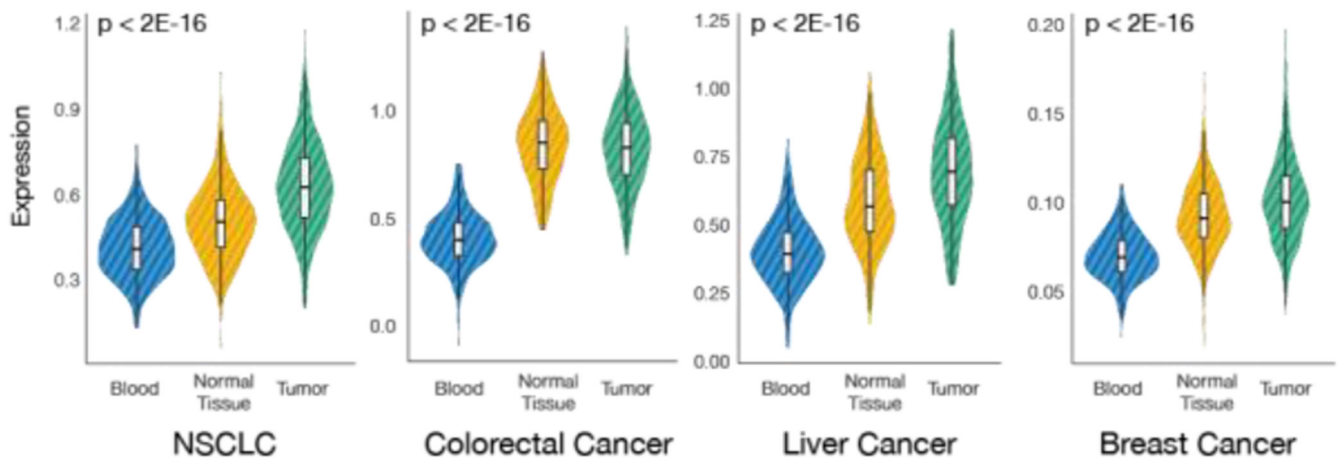 Expression
p < 2E-16
1.2
0.9
0.6
0.3
Blood
Normal
Tissue
Tumor
NSCLC
p < 2E-16
1.0
0.5
0.0
Blood
Normal
Tissue
Tumor
Colorectal Cancer
p < 2E-16
1.25
1.00
0.75
0.50
0.25
0.00
Blood
Normal
Tissue
Tumor
Liver Cancer
p < 2E-16
0.20
0.15
0.10
0.05
Blood
Normal
Tissue
Tumor
Breast Cancer